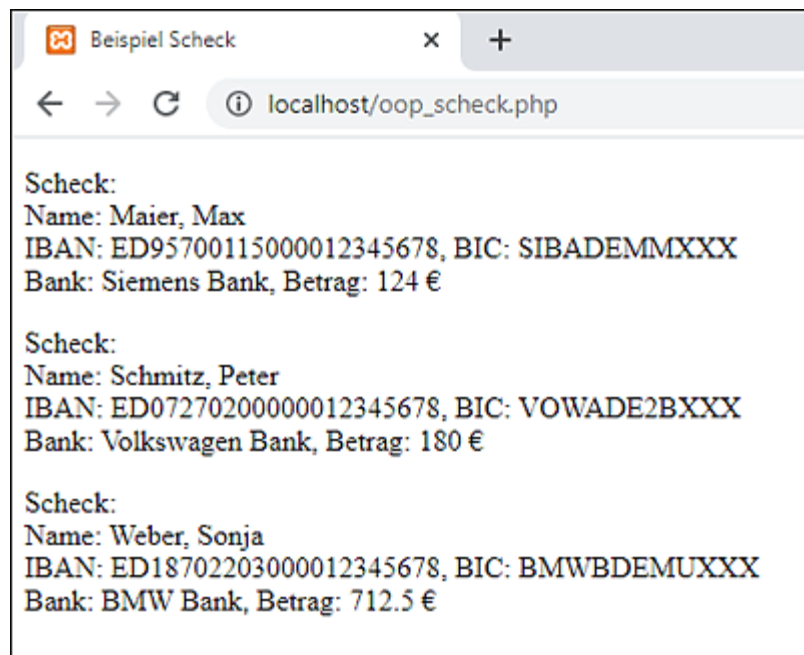 Beispiel Scheck
localhost/oop_scheck.php
Scheck:
Name: Maier, Max
IBAN: ED95700115000012345678, BIC: SIBADEMMXXX
Bank: Siemens Bank, Betrag: 124 €
Scheck:
Name: Schmitz, Peter
IBAN: ED07270200000012345678, BIC: VOWADE2BXXX
Bank: Volkswagen Bank, Betrag: 180 €
Scheck:
Name: Weber, Sonja
IBAN: ED18702203000012345678, BIC: BMWBDEMUXXX
Bank: BMW Bank, Betrag: 712.5 €